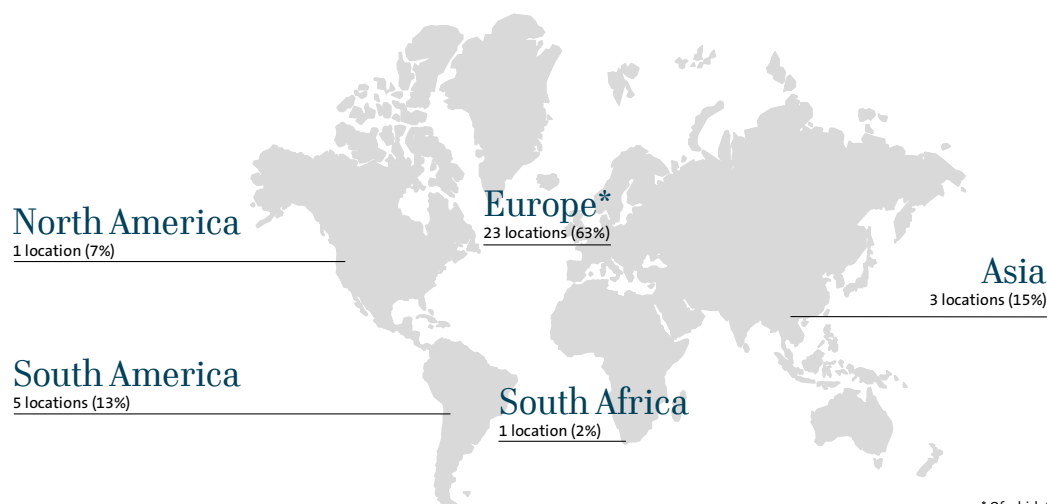 North America
1 location (7%)
Europe*
23 locations (63%)
Asia
3 locations (15%)
South America
5 locations (13%)
South Africa
1 location (2%)